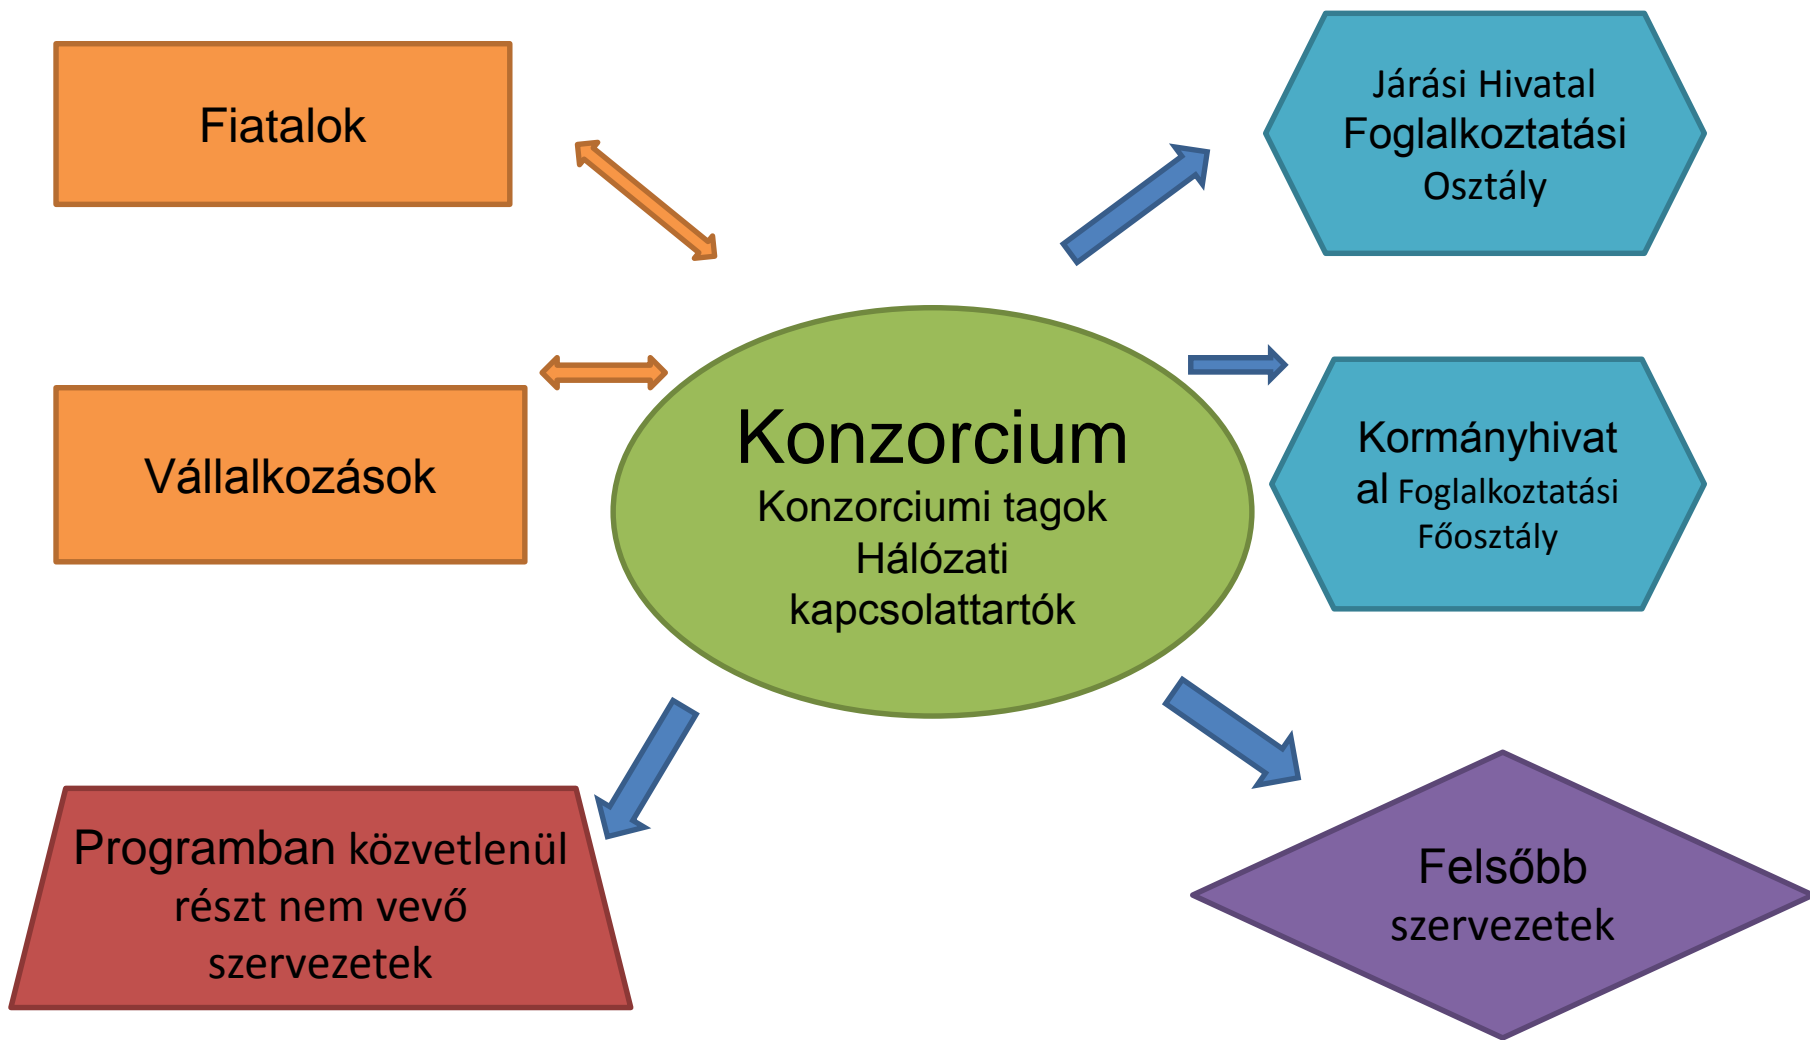 Fiatalok
Járási Hivatal
Foglalkoztatási
Osztály
Vállalkozások
Konzorcium
Konzorciumi tagok
Hálózati
kapcsolattartók
Kormányhivat
al Foglalkoztatási
Főosztály
Programban közvetlenül
részt nem vevő
szervezetek
Felsőbb
szervezetek